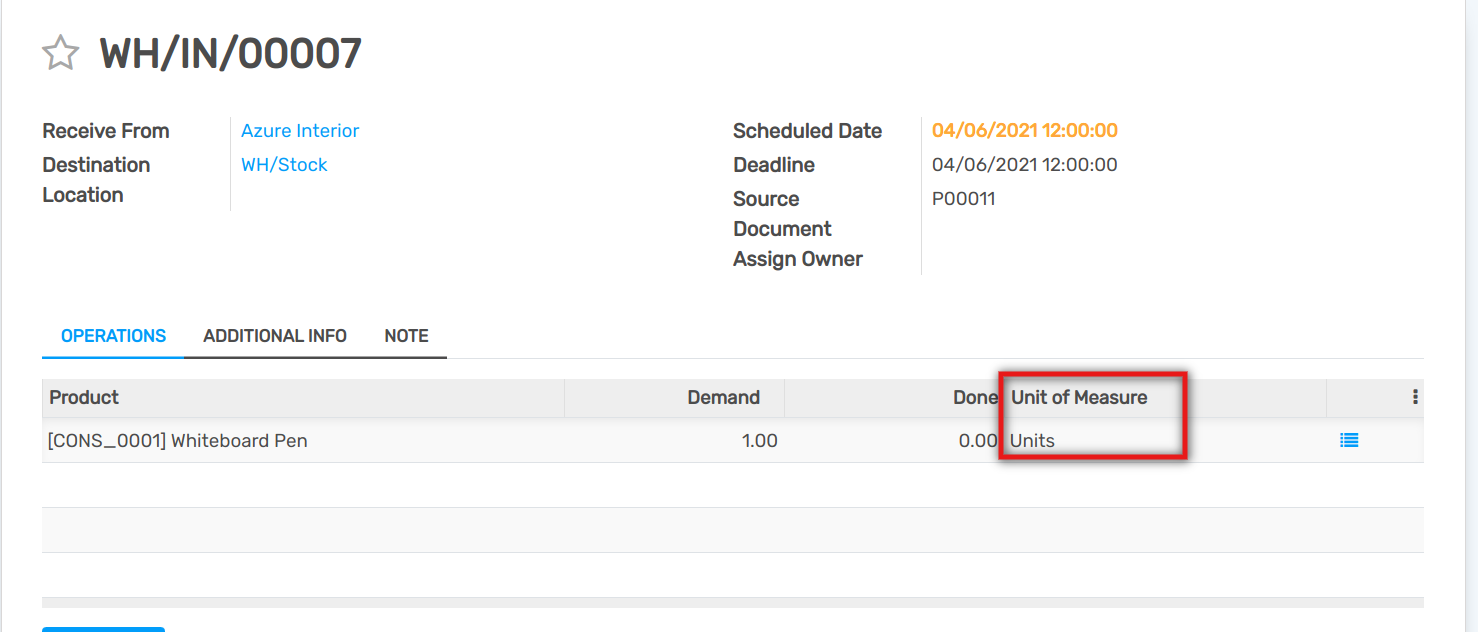 WH/IN/00007
Receive From
Azure Interior
Destination
Location
WH/Stock
Scheduled Date
04/06/2021 12:00:00
Deadline
04/06/2021 12:00:00
Source
Document
P00011
Assign Owner
OPERATIONS ADDITIONAL INFO NOTE
Product Demand Done Unit of Measure
[CONS_0001] Whiteboard Pen 1.00 0.00 Units